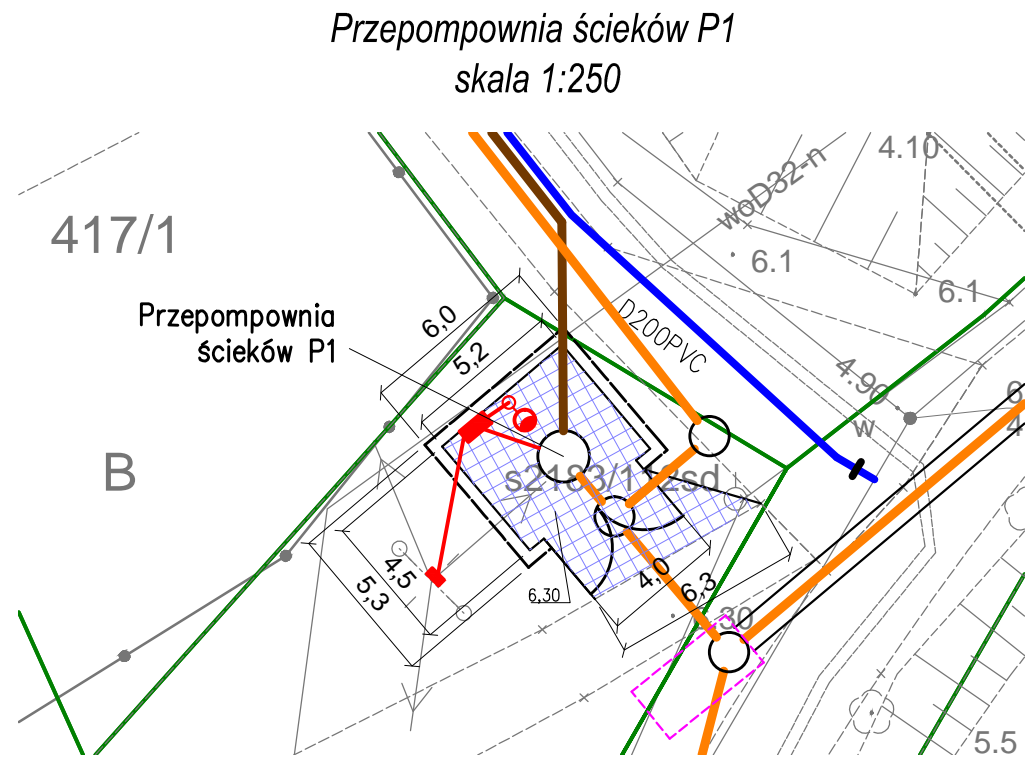 Przepompownia ścieków P1
skala 1:250
4.10
woD32-n
417/1
6.1
6.1
Przepompownia
ścieków P1
6,0
D200PVC
5,2
4.90
w
B
4,5
4,0
5,3
6,3
6,30
5.5